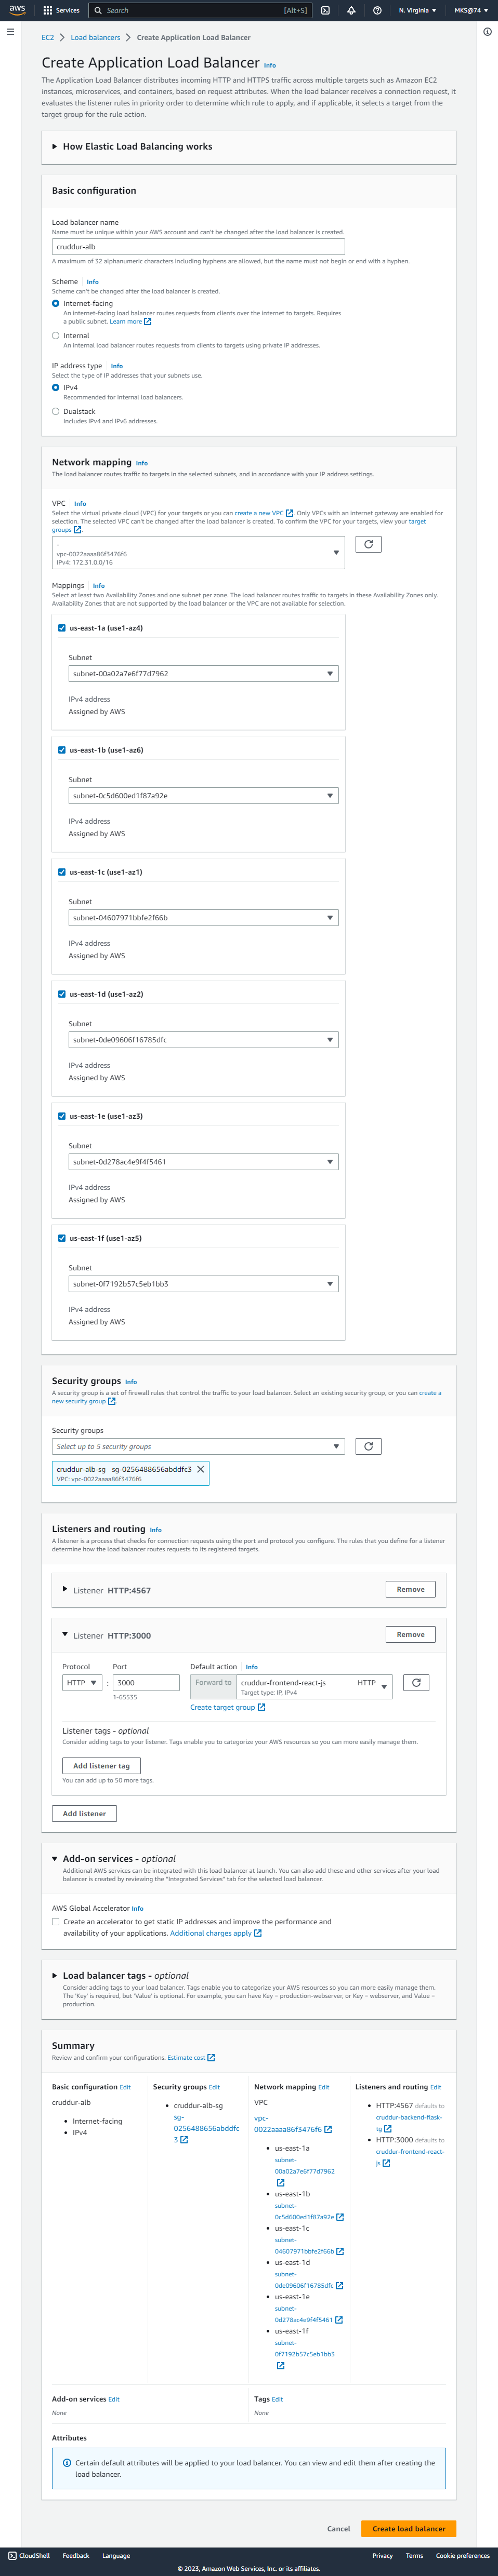 aws
Services
Search
[Alt+S]
N. Virginia
MKS@74
EC2
Load balancers
Create Application Load Balancer
Create Application Load Balancer Info
The Application Load Balancer distributes incoming HTTP and HTTPS traffic across multiple targets such as Amazon EC2
instances, microservices, and containers, based on request attributes. When the load balancer receives a connection request, it
evaluates the listener rules in priority order to determine which rule to apply, and if applicable, it selects a target from the
target group for the rule action.
How Elastic Load Balancing works
Basic configuration
Load balancer name
Name must be unique within your AWS account and can't be changed after the load balancer is created.
cruddur-alb
A maximum of 32 alphanumeric characters including hyphens are allowed, but the name must not begin or end with a hyphen.
Scheme Info
Scheme can't be changed after the load balancer is created.
Internet-facing
An internet-facing load balancer routes requests from clients over the internet to targets. Requires
a public subnet. Learn more
Internal
An internal load balancer routes requests from clients to targets using private IP addresses.
IP address type Info
Select the type of IP addresses that your subnets use.
IPv4
Recommended for internal load balancers.
Dualstack
Includes IPv4 and IPv6 addresses.
Network mapping Info
The load balancer routes traffic to targets in the selected subnets, and in accordance with your IP address settings.
VPC Info
Select the virtual private cloud (VPC) for your targets or you can create a new VPC. Only VPCs with an internet gateway are enabled for
selection. The selected VPC can't be changed after the load balancer is created. To confirm the VPC for your targets, view your target
groups
-
vpc-0022aaaa86f3476f6
IPv4: 172.31.0.0/16
Mappings Info
Select at least two Availability Zones and one subnet per zone. The load balancer routes traffic to targets in these Availability Zones only.
Availability Zones that are not supported by the load balancer or the VPC are not available for selection.
us-east-1a (use1-az4)
Subnet
subnet-00a02a7e6f77d7962
IPv4 address
Assigned by AWS
us-east-1b (use1-az6)
Subnet
subnet-0c5d600ed1f87a92e
IPv4 address
Assigned by AWS
us-east-1c (use1-az1)
Subnet
subnet-04607971bbfe2f66b
IPv4 address
Assigned by AWS
us-east-1d (use1-az2)
Subnet
subnet-0de09606f16785dfc
IPv4 address
Assigned by AWS
us-east-1e (use1-az3)
Subnet
subnet-0d278ac4e9f4f5461
IPv4 address
Assigned by AWS
us-east-1f (use1-az5)
Subnet
subnet-0f7192b57c5eb1bb3
IPv4 address
Assigned by AWS
Security groups Info
A security group is a set of firewall rules that control the traffic to your load balancer. Select an existing security group, or you can create a
new security group
Security groups
Select up to 5 security groups
cruddur-alb-sg sg-0256488656abddfc3
VPC: vpc-0022aaaa86f3476f6
Listeners and routing Info
A listener is a process that checks for connection requests using the port and protocol you configure. The rules that you define for a listener
determine how the load balancer routes requests to its registered targets.
Listener HTTP:4567
Remove
Listener HTTP:3000
Remove
Protocol Port Default action Info
HTTP : 3000 Forward to cruddur-frontend-react-js HTTP
Target type: IP, IPv4
1-65535
Create target group
Listener tags - optional
Consider adding tags to your listener. Tags enable you to categorize your AWS resources so you can more easily manage them.
Add listener tag
You can add up to 50 more tags.
Add listener
Add-on services - optional
Additional AWS services can be integrated with this load balancer at launch. You can also add these and other services after your load
balancer is created by reviewing the "Integrated Services" tab for the selected load balancer.
AWS Global Accelerator Info
Create an accelerator to get static IP addresses and improve the performance and
availability of your applications. Additional charges apply
Load balancer tags - optional
Consider adding tags to your load balancer. Tags enable you to categorize your AWS resources so you can more easily manage them.
The 'Key' is required, but 'Value' is optional. For example, you can have Key = production-webserver, or Key = webserver, and Value =
production.
Summary
Review and confirm your configurations. Estimate cost
Basic configuration Edit
cruddur-alb
Internet-facing
IPv4
Security groups Edit
cruddur-alb-sg
sg-
0256488656abddfc
3
Network mapping Edit
VPC
vpc-
0022aaaa86f3476f6
us-east-1a
subnet-
00a02a7e6f77d7962
us-east-1b
subnet-
0c5d600ed1f87a92e
us-east-1c
subnet-
04607971bbfe2f66b
us-east-1d
subnet-
0de09606f16785dfc
us-east-1e
subnet-
0d278ac4e9f4f5461
us-east-1f
subnet-
0f7192b57c5eb1bb3
Listeners and routing Edit
HTTP:4567 defaults to
cruddur-backend-flask-
tg
HTTP:3000 defaults to
cruddur-frontend-react-
js
Add-on services Edit
None
Tags Edit
None
Attributes
Certain default attributes will be applied to your load balancer. You can view and edit them after creating the
load balancer.
Cancel
Create load balancer
CloudShell
Feedback
Language
Privacy
Terms
Cookie preferences
© 2023, Amazon Web Services, Inc. or its affiliates.